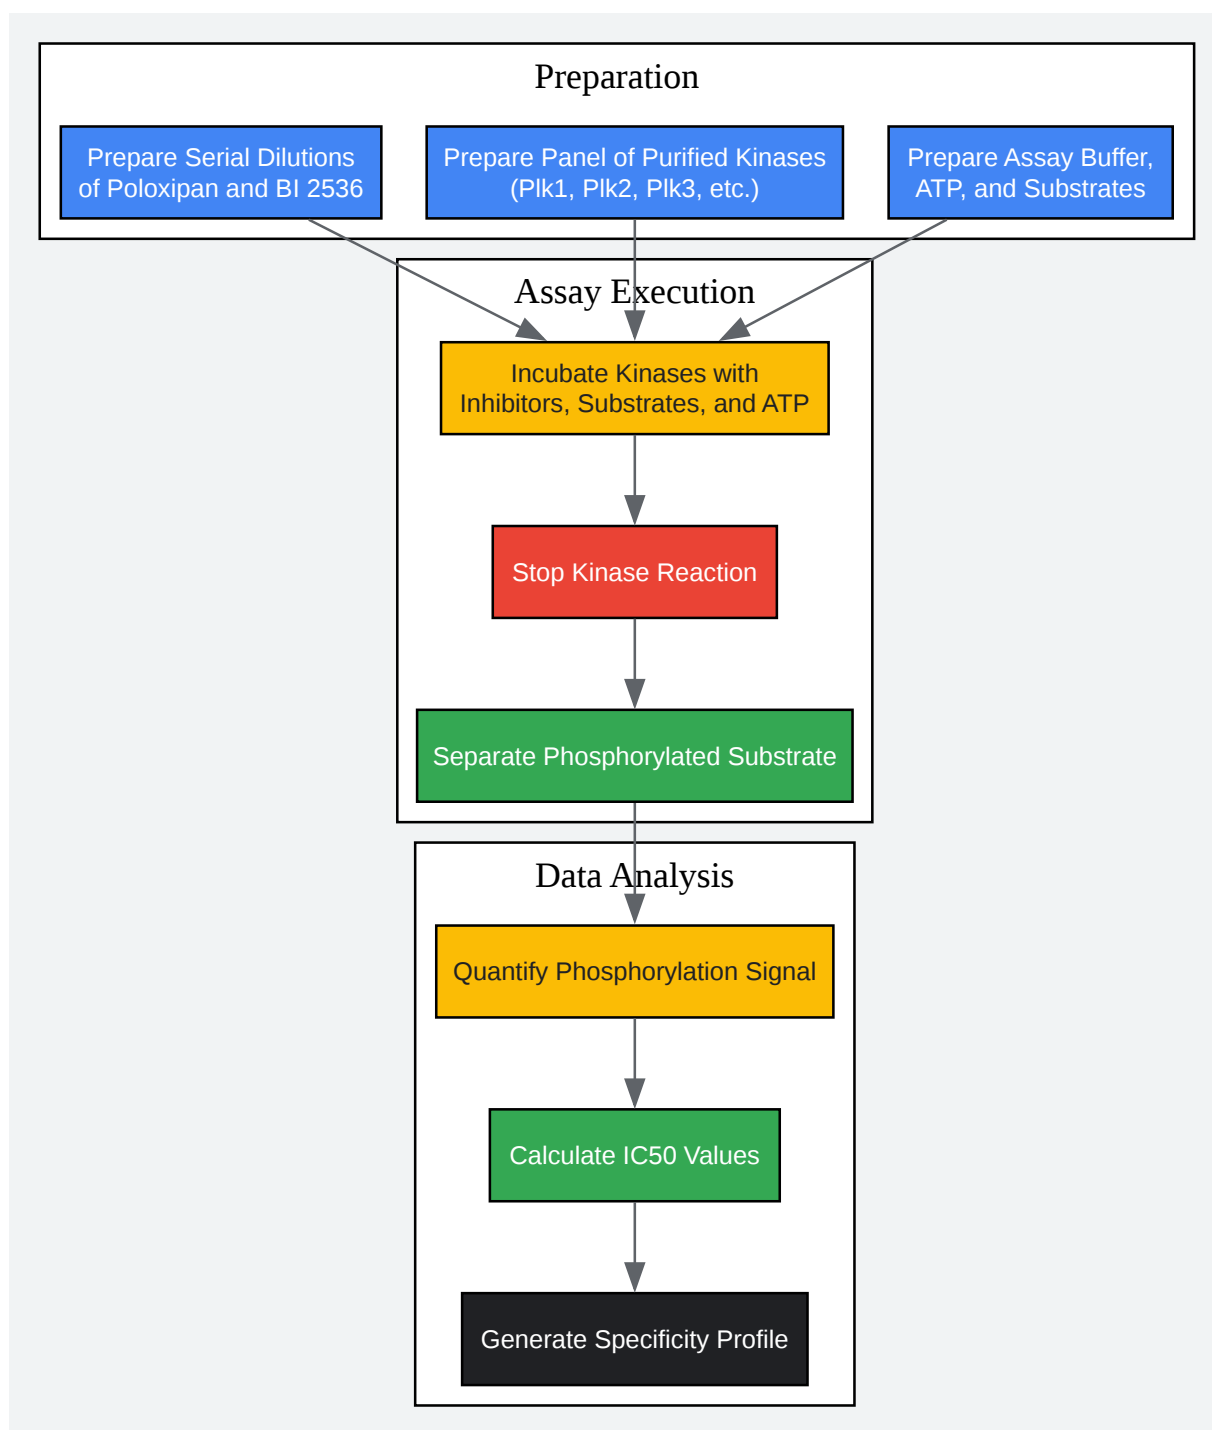 Preparation
Prepare Serial Dilutions
of Poloxipan and BI 2536
Prepare Panel of Purified Kinases
(Plk1, Plk2, Plk3, etc.)
Prepare Assay Buffer,
ATP, and Substrates
Assay Execution
Incubate Kinases with
Inhibitors, Substrates, and ATP
Stop Kinase Reaction
Separate Phosphorylated Substrate
Data Analysis
Quantify Phosphorylation Signal
Calculate IC50 Values
Generate Specificity Profile